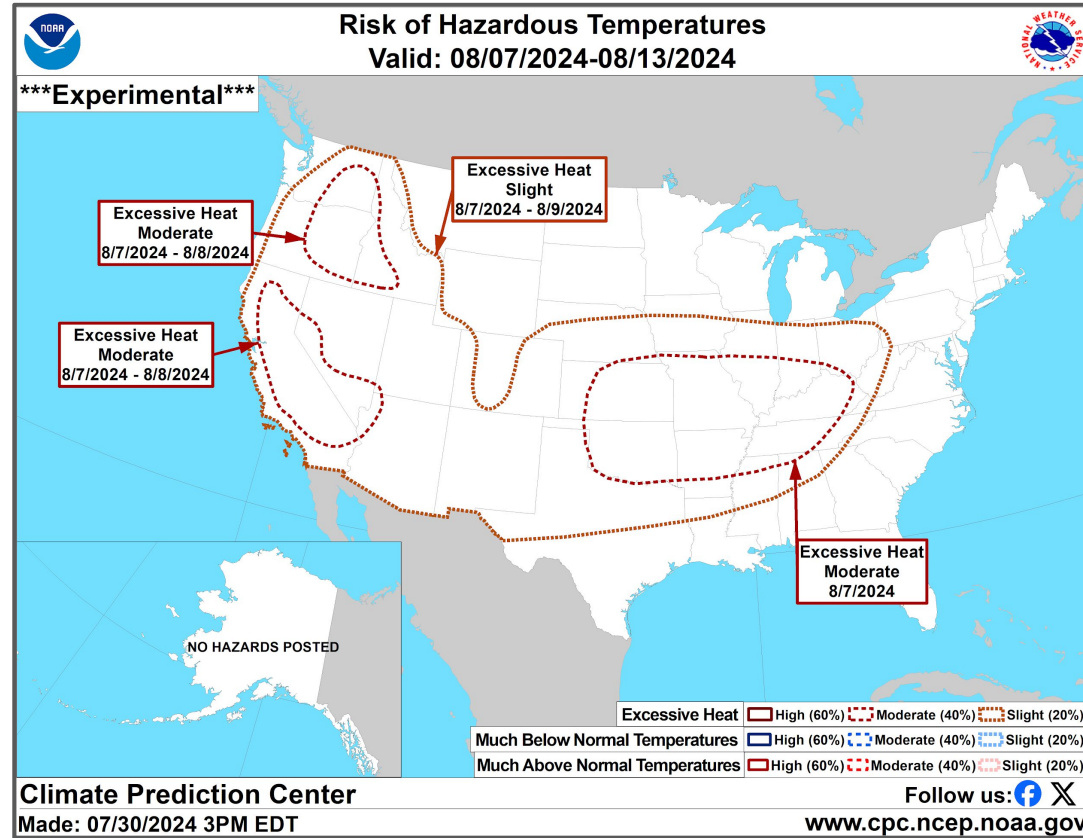 NOAA
Risk of Hazardous Temperatures
Valid: 08/07/2024-08/13/2024
NATIONAL WEATHER SERVICE
***Experimental***
Excessive Heat
Slight
8/7/2024 - 8/9/2024
Excessive Heat
Moderate
8/7/2024 - 8/8/2024
Excessive Heat
Moderate
8/7/2024 - 8/8/2024
Excessive Heat
Moderate
8/7/2024
NO HAZARDS POSTED
Excessive Heat High (60%) Moderate (40%) Slight (20%)
Much Below Normal Temperatures High (60%) Moderate (40%) Slight (20%)
Much Above Normal Temperatures High (60%) Moderate (40%) Slight (20%)
Climate Prediction Center
Follow us:
Made: 07/30/2024 3PM EDT
www.cpc.ncep.noaa.gov